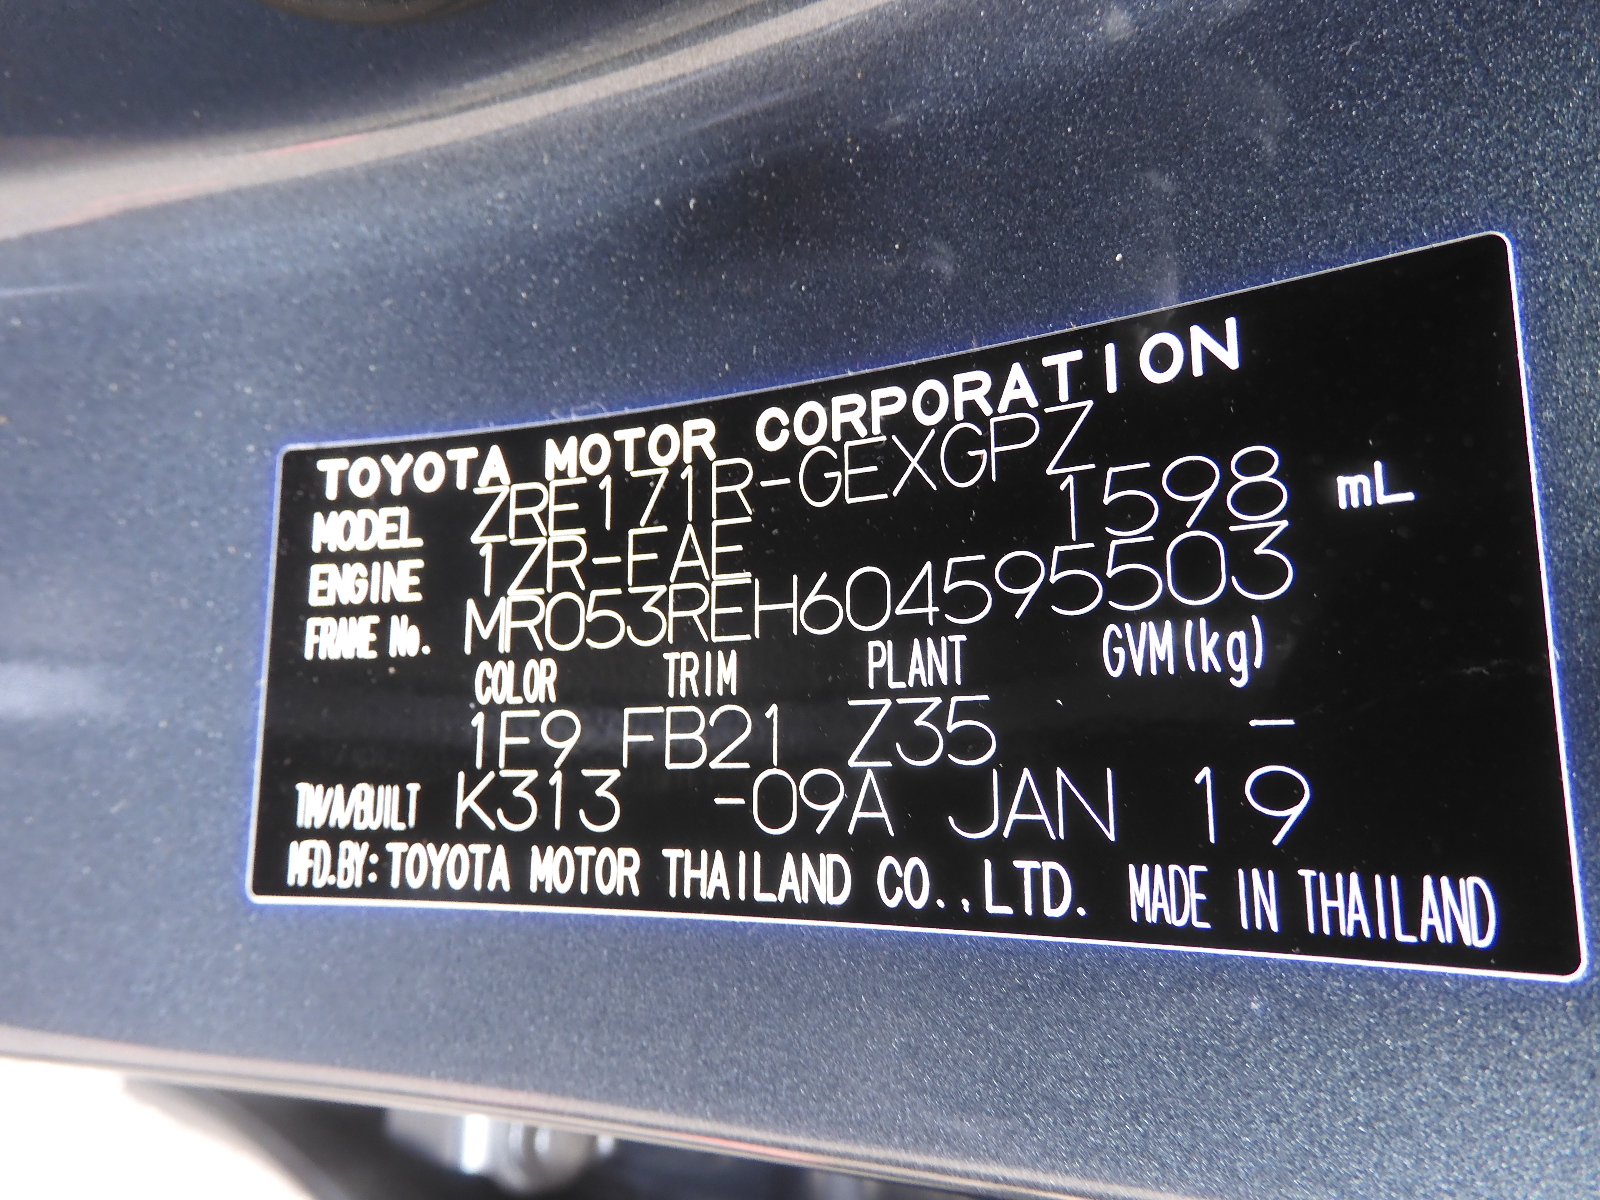 TOYOTA MOTOR CORPORATION
MODEL ZRE171R-GEXGPZ
ENGINE 1ZR-FAE 1598 mL
FRAME No. MR053REH604595503
COLOR TRIM PLANT GVM(kg)
1F9 FB21 Z35 -
TM/A/BUILT K313 -09A JAN 19
MFD.BY: TOYOTA MOTOR THAILAND CO.,LTD. MADE IN THAILAND